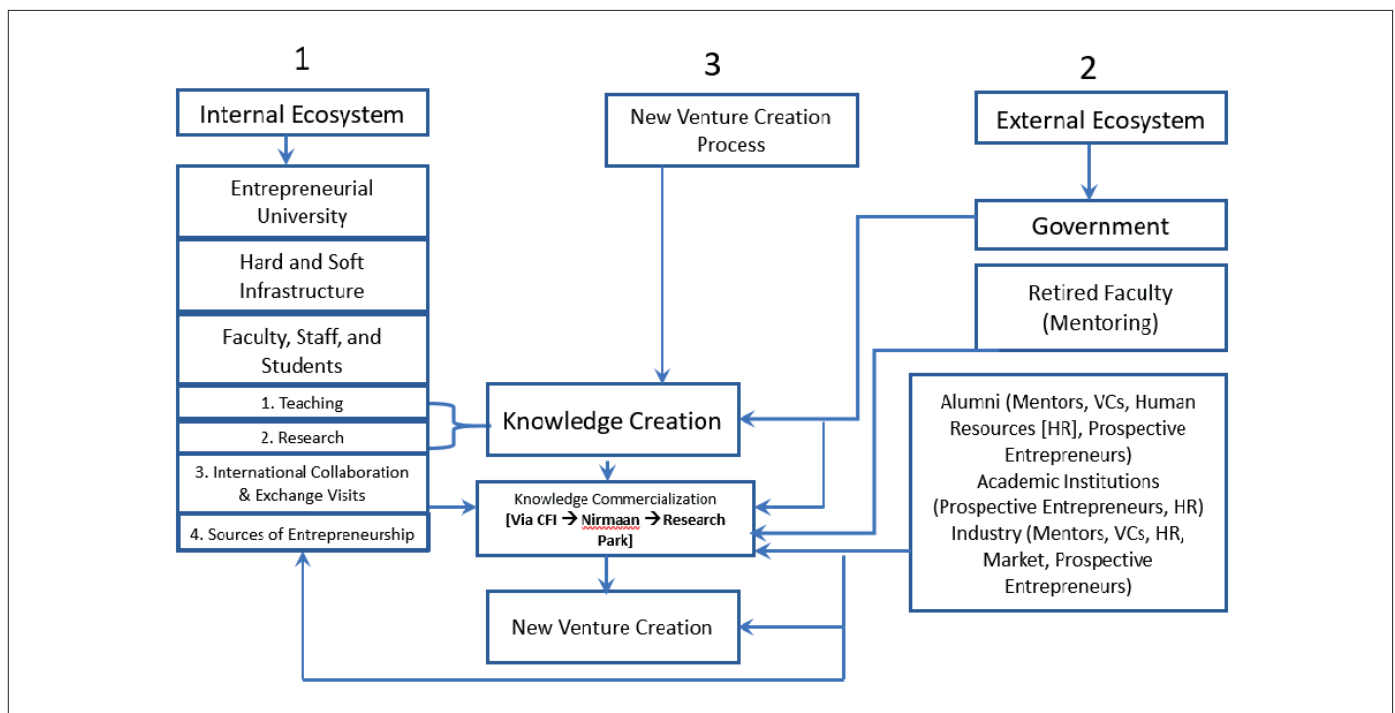 1
Internal Ecosystem
Entrepreneurial
University
Hard and Soft
Infrastructure
Faculty, Staff, and
Students
1. Teaching
2. Research
3. International Collaboration
& Exchange Visits
4. Sources of Entrepreneurship
3
New Venture Creation
Process
Knowledge Creation
Knowledge Commercialization
[Via CFI → Nirmaan → Research
Park]
New Venture Creation
2
External Ecosystem
Government
Retired Faculty
(Mentoring)
Alumni (Mentors, VCs, Human
Resources [HR], Prospective
Entrepreneurs)
Academic Institutions
(Prospective Entrepreneurs, HR)
Industry (Mentors, VCs, HR,
Market, Prospective
Entrepreneurs)